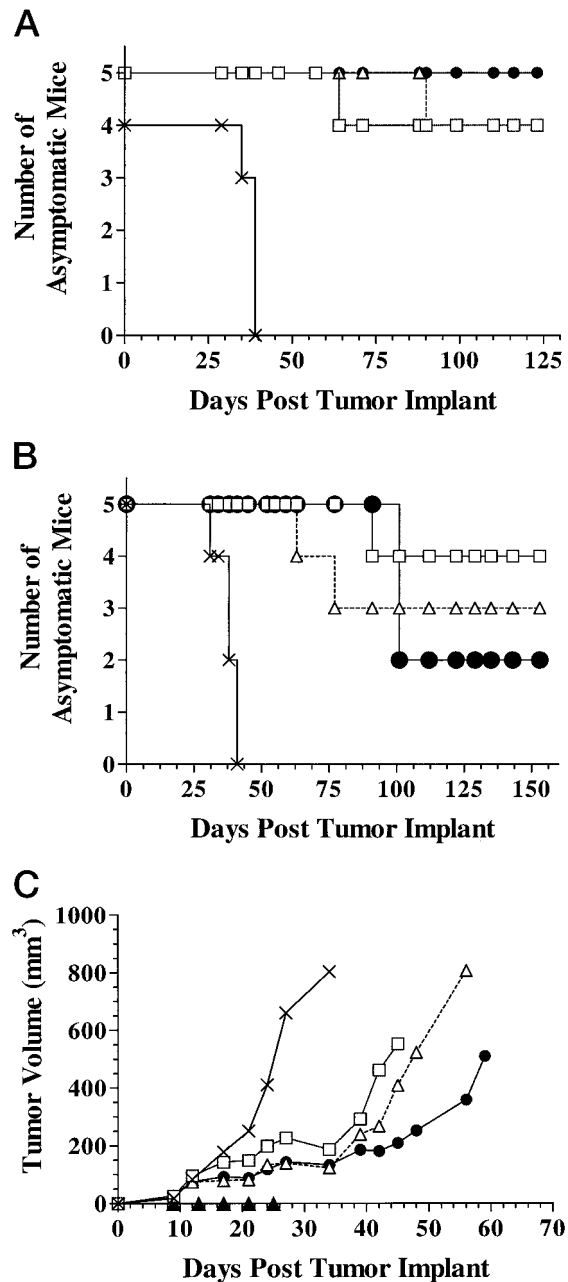 A
Number of
Asymptomatic Mice
5
4
3
2
1
0
0 25 50 75 100 125
Days Post Tumor Implant
B
Number of
Asymptomatic Mice
5
4
3
2
1
0
0 25 50 75 100 125 150
Days Post Tumor Implant
C
Tumor Volume (mm³)
1000
800
600
400
200
0
0 10 20 30 40 50 60 70
Days Post Tumor Implant